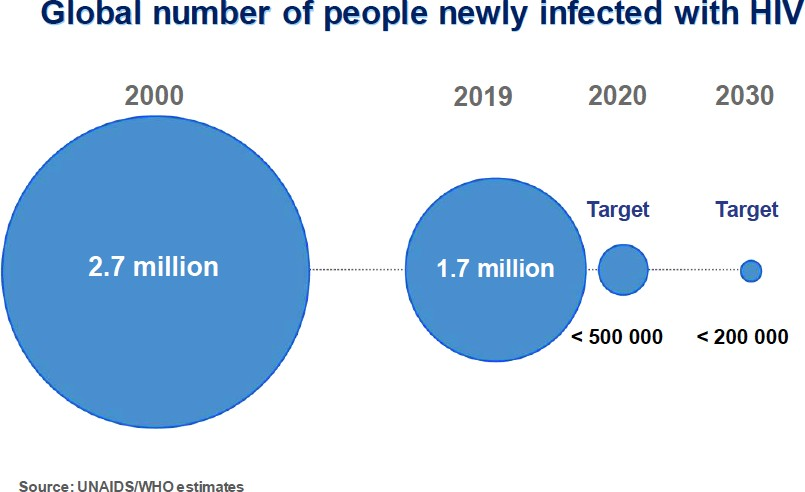 Global number of people newly infected with HIV
2000
2019
2020
2030
Target
Target
2.7 million
1.7 million
< 500 000
< 200 000
Source: UNAIDS/WHO estimates